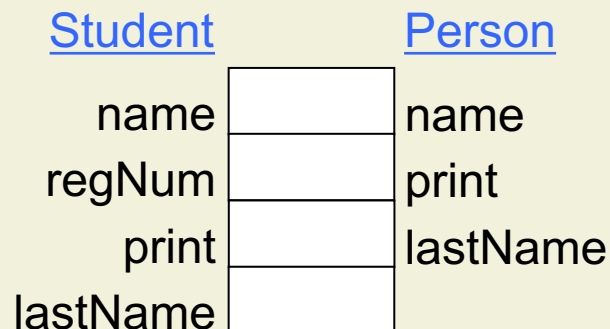 Student Person
name name
regNum print
print lastName
lastName